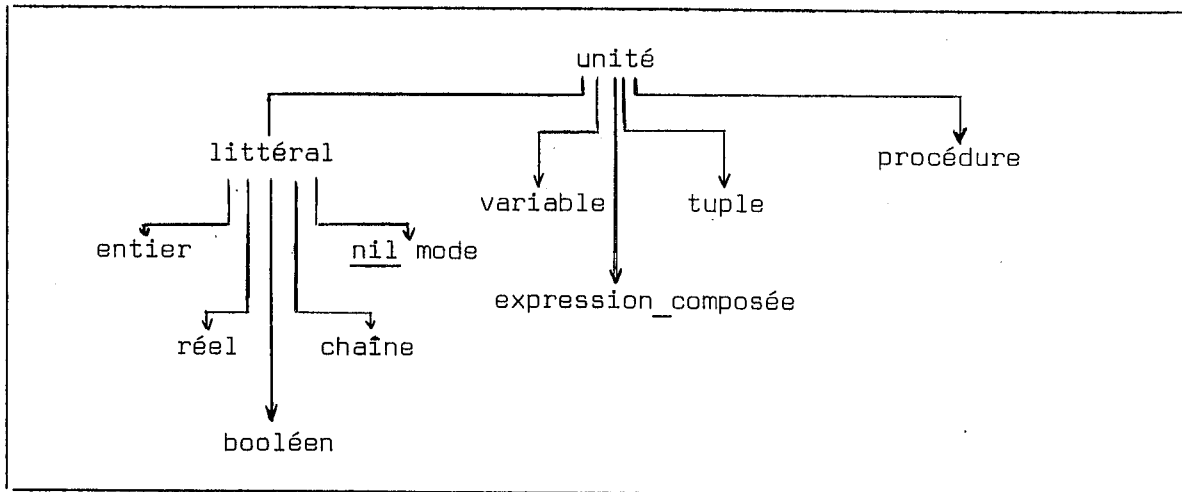 unité
littéral
procédure
variable
tuple
entier
nil mode
expression_composée
réel
chaîne
booléen